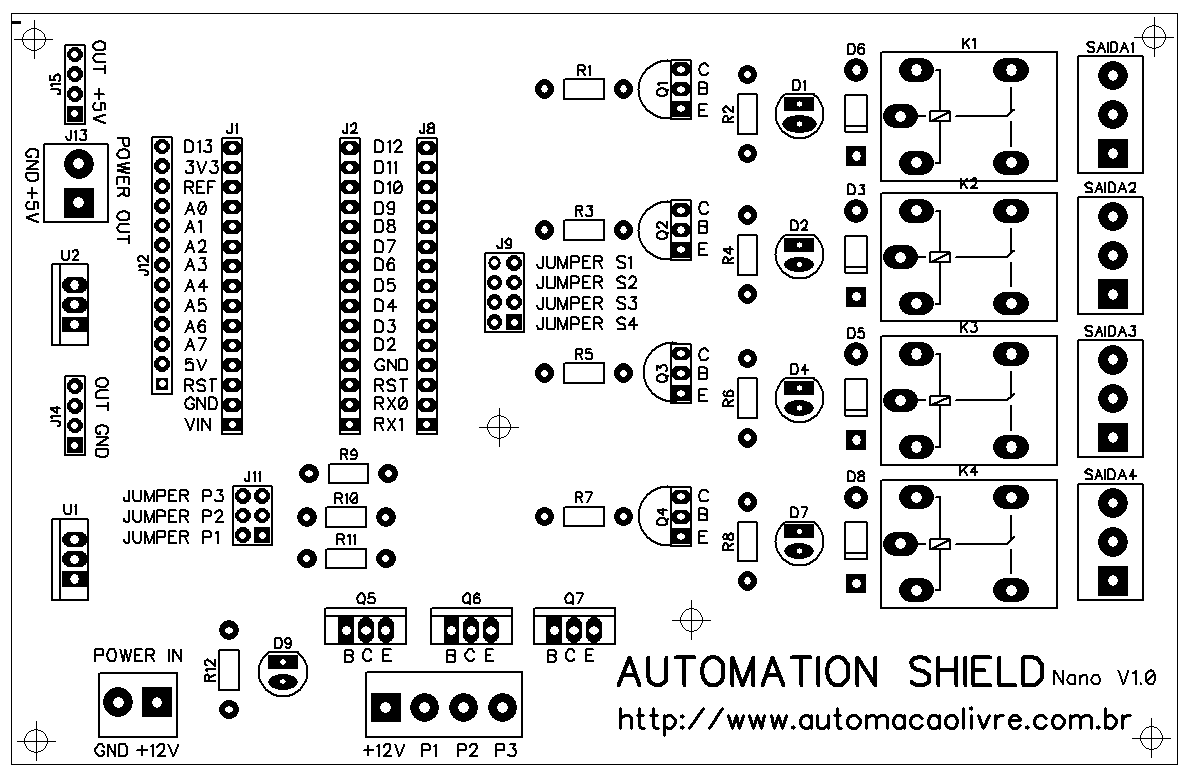 OUT +5V
J15
J13
GND +5V
POWER OUT
U2
J14
OUT GND
U1
J12
J1
D13
3V3
REF
A0
A1
A2
A3
A4
A5
A6
A7
5V
RST
GND
VIN
J2
J8
D12
D11
D10
D9
D8
D7
D6
D5
D4
D3
D2
GND
RST
RX0
RX1
J9
JUMPER S1
JUMPER S2
JUMPER S3
JUMPER S4
R1
Q1
C
B
E
R2
D1
D6
K1
SAIDA1
R3
Q2
C
B
E
R4
D2
D3
K2
SAIDA2
R5
Q3
C
B
E
R6
D4
D5
K3
SAIDA3
R7
Q4
C
B
E
R8
D7
D8
K4
SAIDA4
J11
JUMPER P3
JUMPER P2
JUMPER P1
R9
R10
R11
Q5
B C E
Q6
B C E
Q7
B C E
POWER IN
GND +12V
R12
D9
+12V P1 P2 P3
AUTOMATION SHIELD Nano V1.0
http://www.automacaolivre.com.br